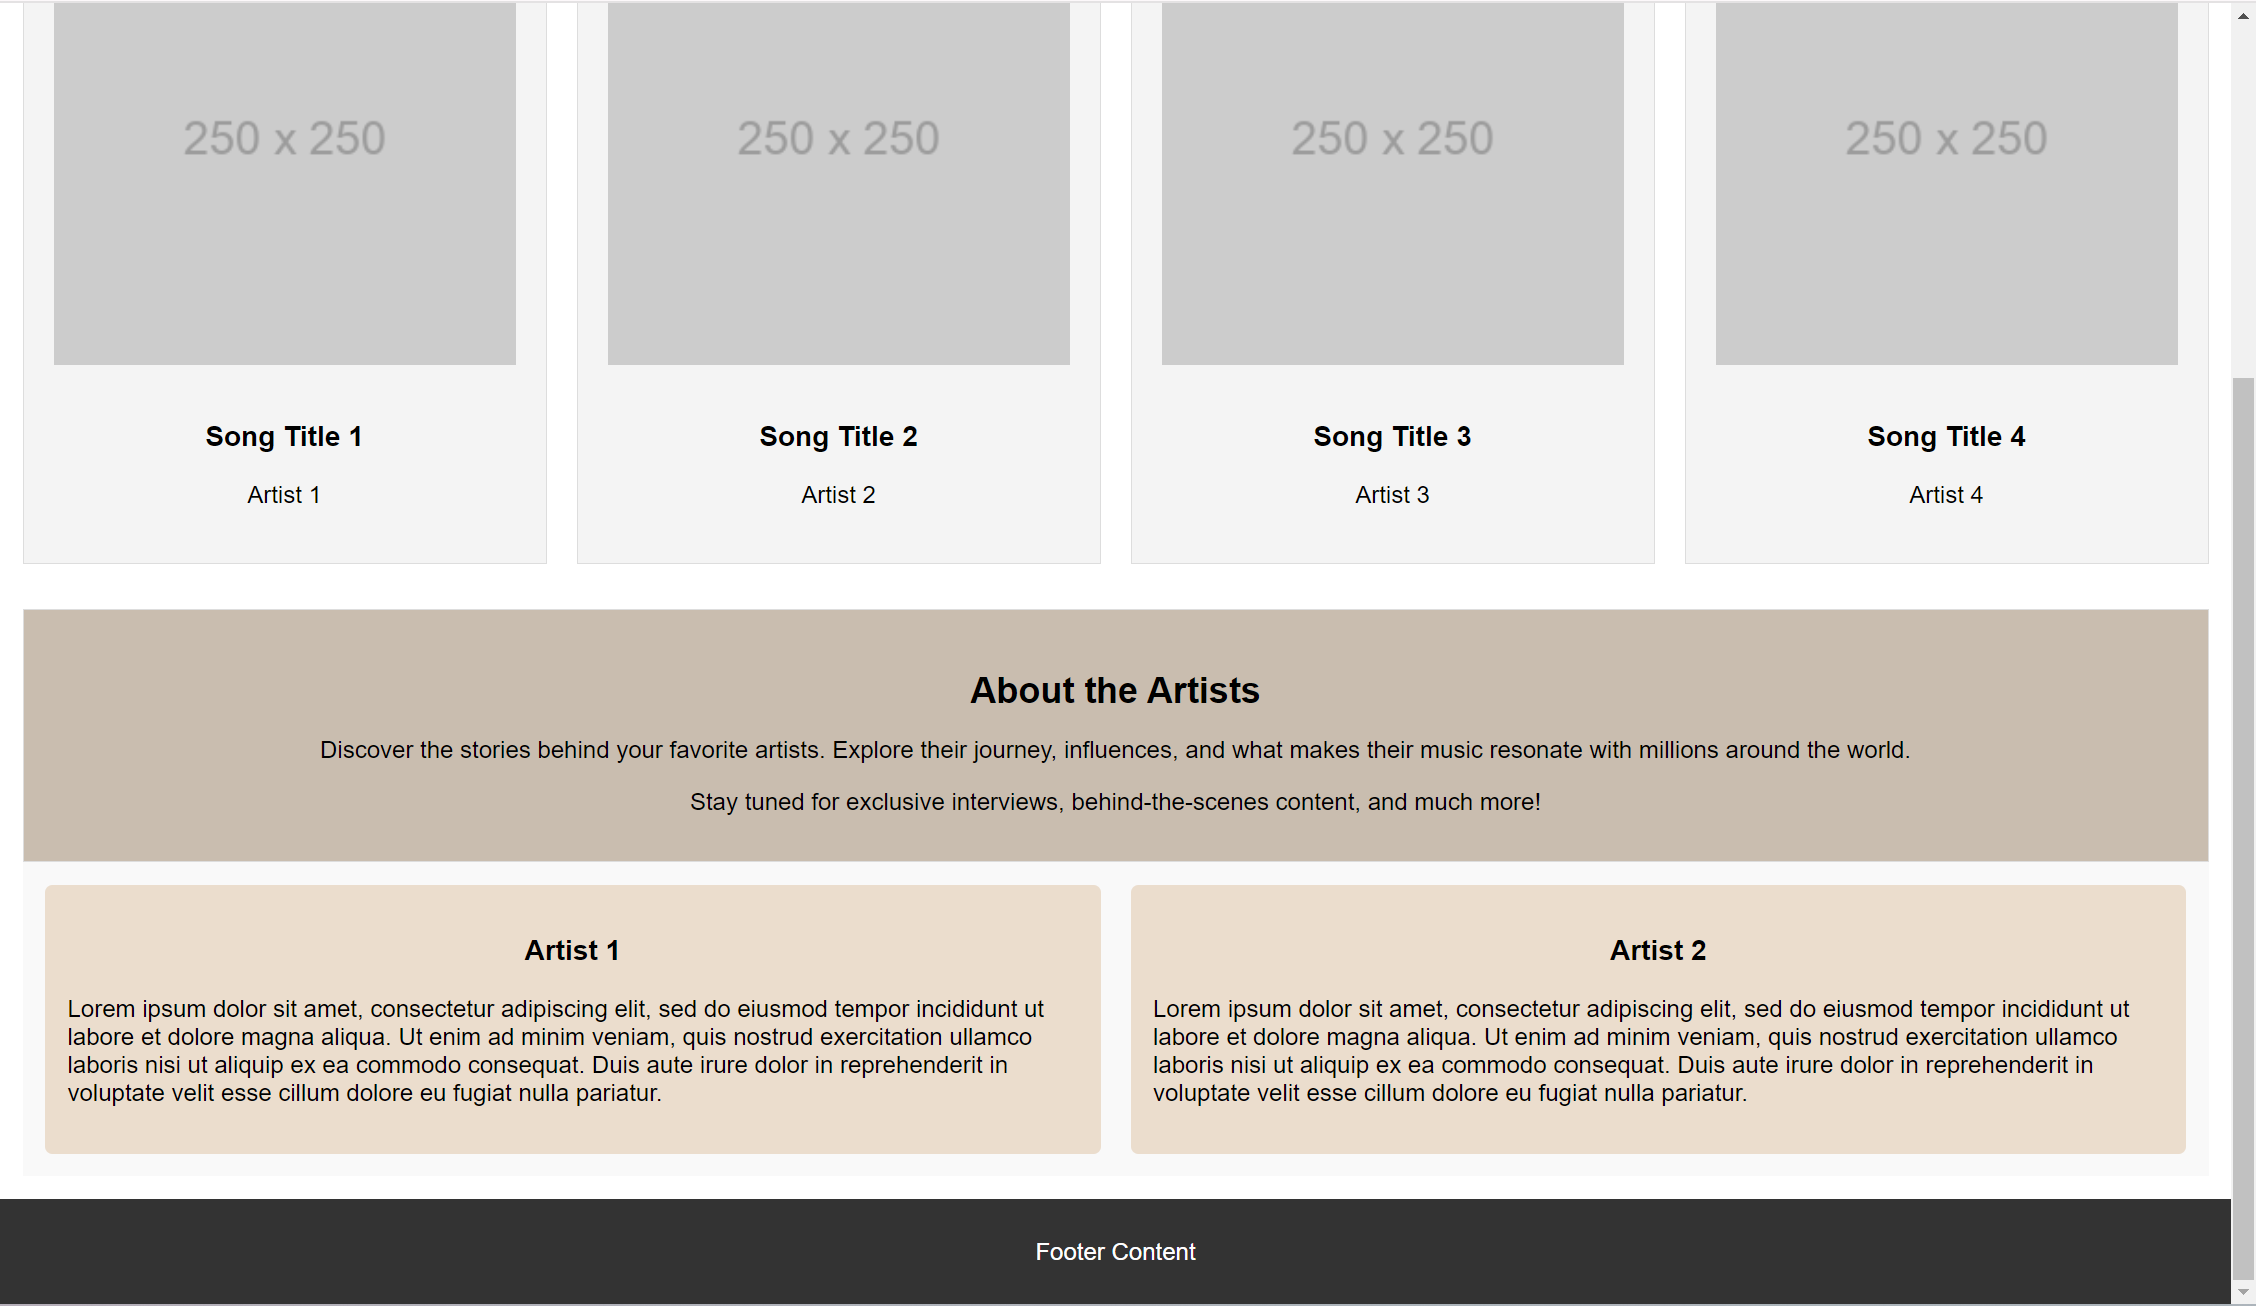 250 x 250
250 x 250
250 x 250
250 x 250
Song Title 1
Song Title 2
Song Title 3
Song Title 4
Artist 1
Artist 2
Artist 3
Artist 4
About the Artists
Discover the stories behind your favorite artists. Explore their journey, influences, and what makes their music resonate with millions around the world.
Stay tuned for exclusive interviews, behind-the-scenes content, and much more!
Artist 1
Lorem ipsum dolor sit amet, consectetur adipiscing elit, sed do eiusmod tempor incididunt ut
labore et dolore magna aliqua. Ut enim ad minim veniam, quis nostrud exercitation ullamco
laboris nisi ut aliquip ex ea commodo consequat. Duis aute irure dolor in reprehenderit in
voluptate velit esse cillum dolore eu fugiat nulla pariatur.
Artist 2
Lorem ipsum dolor sit amet, consectetur adipiscing elit, sed do eiusmod tempor incididunt ut
labore et dolore magna aliqua. Ut enim ad minim veniam, quis nostrud exercitation ullamco
laboris nisi ut aliquip ex ea commodo consequat. Duis aute irure dolor in reprehenderit in
voluptate velit esse cillum dolore eu fugiat nulla pariatur.
Footer Content